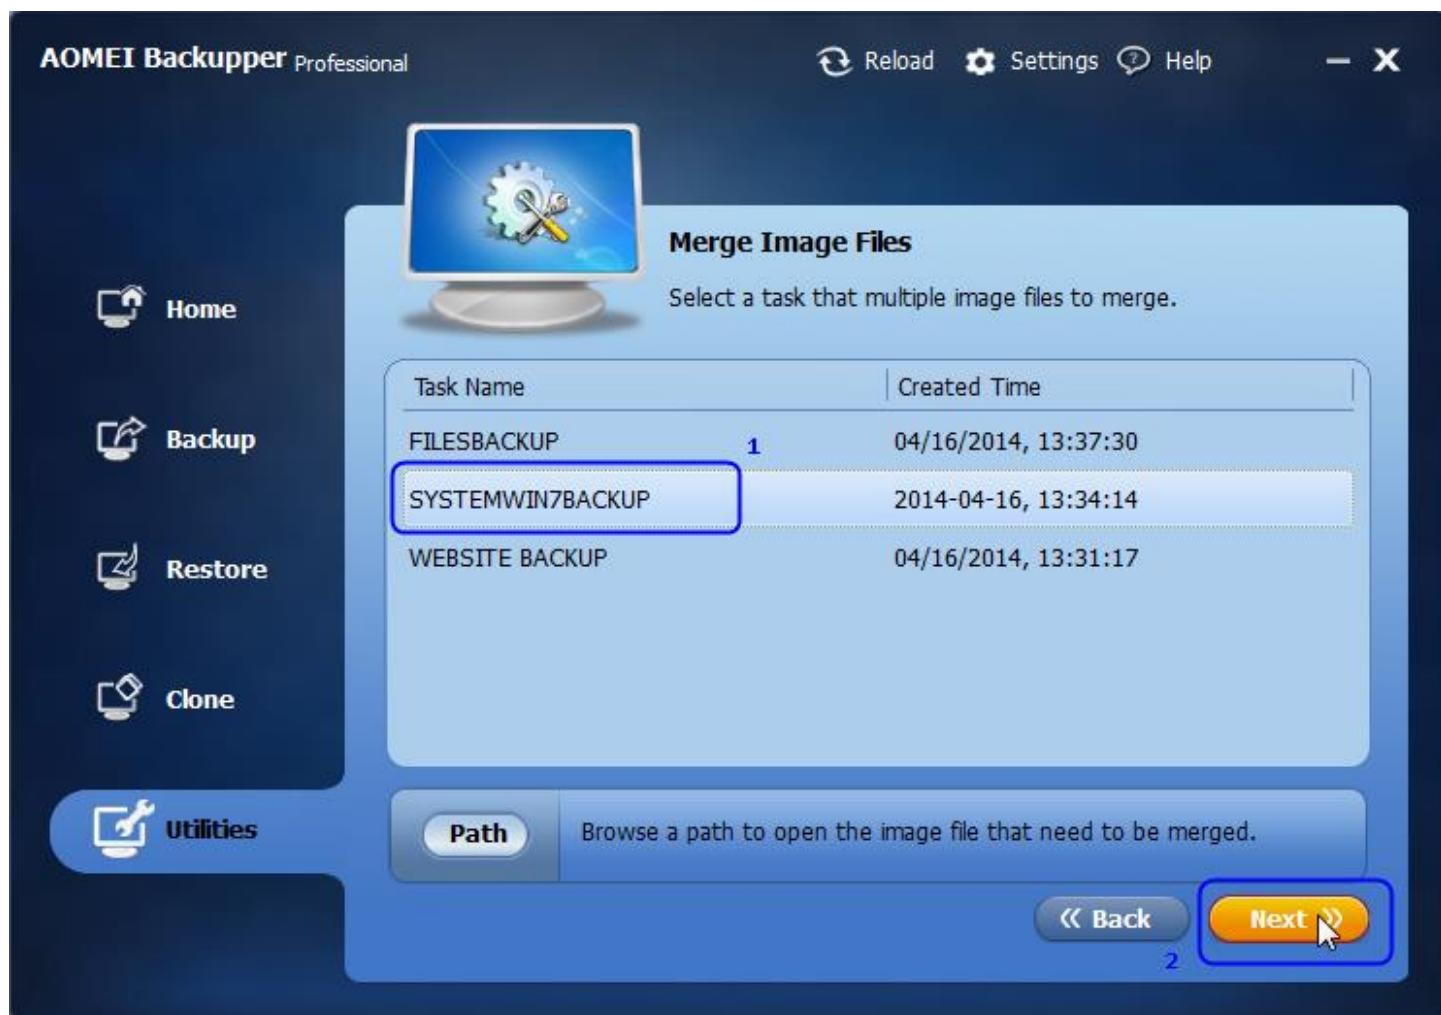 AOMEI Backupper Professional
Reload Settings Help
Merge Image Files
Select a task that multiple image files to merge.
Home
Backup
Restore
Clone
Utilities
Task Name Created Time
FILESBACKUP 1 04/16/2014, 13:37:30
SYSTEMWIN7BACKUP 2014-04-16, 13:34:14
WEBSITE BACKUP 04/16/2014, 13:31:17
Path Browse a path to open the image file that need to be merged.
Back Next
2